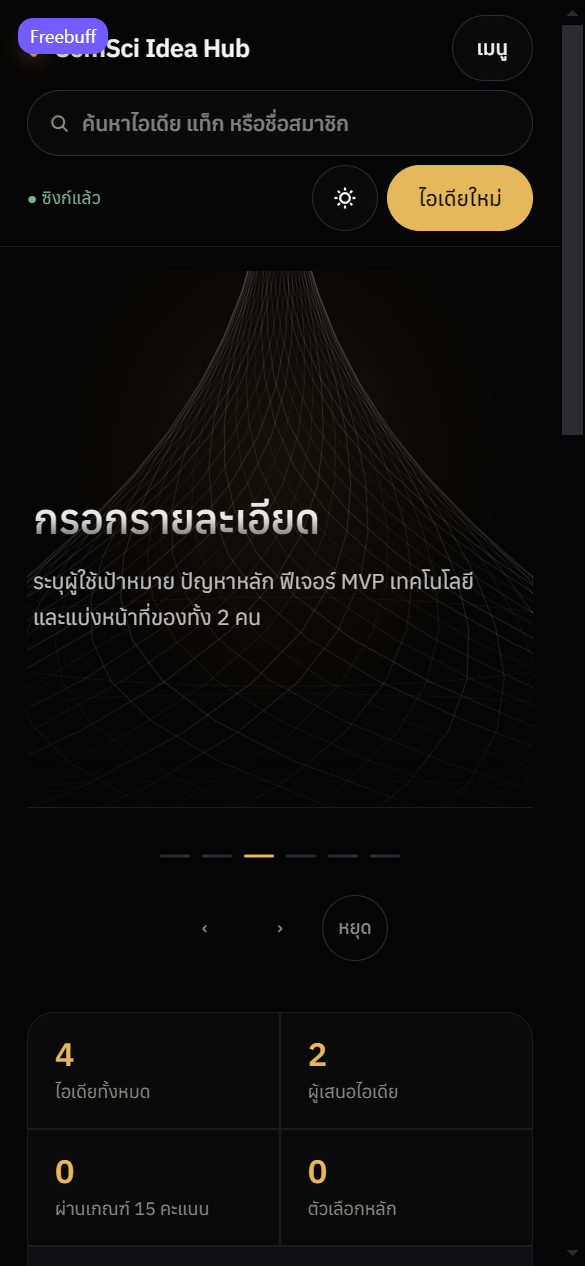 Freebuff
Sci Idea Hub
เมนู
ค้นหาไอเดีย แท็ก หรือชื่อสมาชิก
ซิงก์แล้ว
ไอเดียใหม่
กรอกรายละเอียด
ระบุผู้ใช้เป้าหมาย ปัญหาหลัก ฟีเจอร์ MVP เทคโนโลยี
และแบ่งหน้าที่ของทั้ง 2 คน
‹ › หยุด
4
ไอเดียทั้งหมด
2
ผู้เสนอไอเดีย
0
ผ่านเกณฑ์ 15 คะแนน
0
ตัวเลือกหลัก